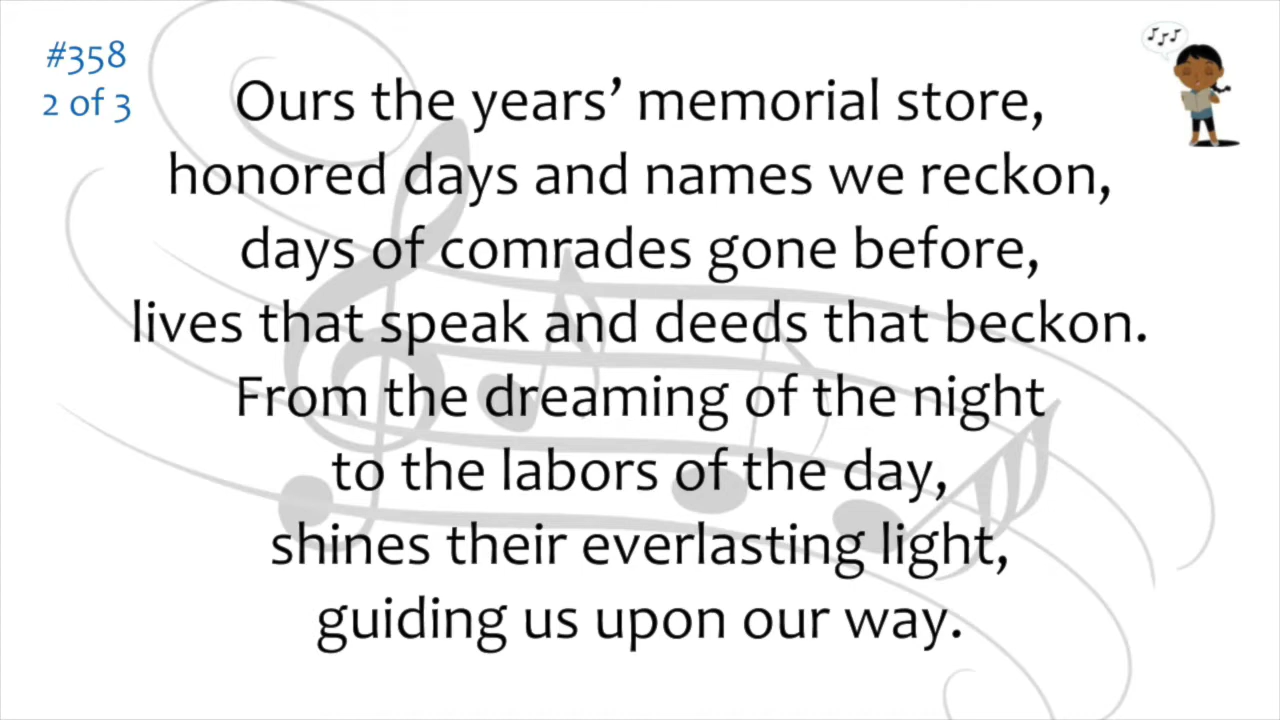 #358
2 of 3
Ours the years’ memorial store,
honored days and names we reckon,
days of comrades gone before,
lives that speak and deeds that beckon.
From the dreaming of the night
to the labors of the day,
shines their everlasting light,
guiding us upon our way.